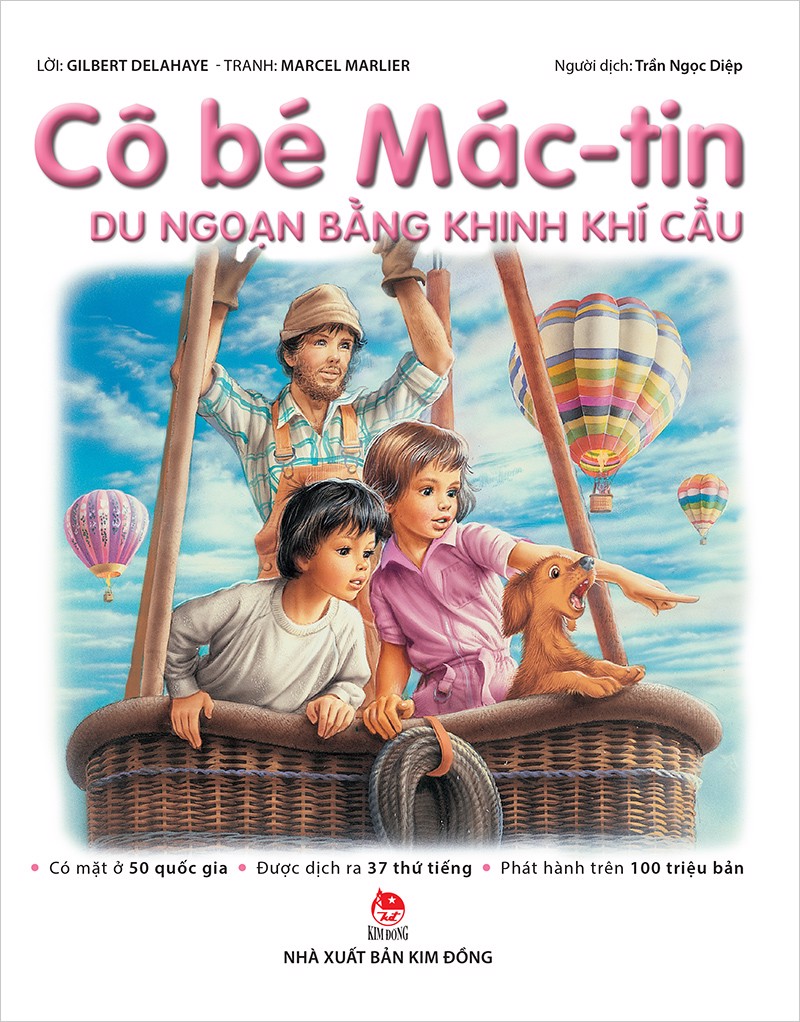 LỜI: GILBERT DELAHAYE - TRANH: MARCEL MARLIER
Người dịch: Trần Ngọc Diệp
Cô bé Mác-tin
DU NGOẠN BẰNG KHINH KHÍ CẦU
• Có mặt ở 50 quốc gia • Được dịch ra 37 thứ tiếng • Phát hành trên 100 triệu bản
KIM ĐỒNG
NHÀ XUẤT BẢN KIM ĐỒNG